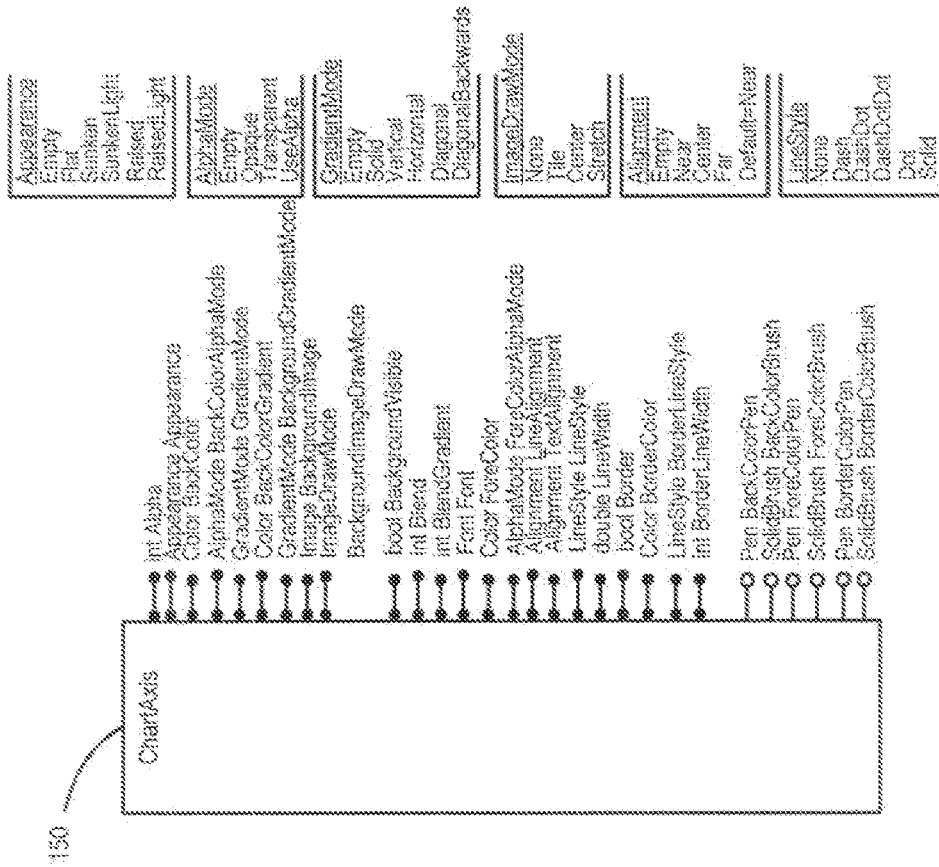 150
ChartAxis
Int Alpha
Appearance Appearance
Color BackColor
AlphaMode BackColorAlphaMode
GradientMode GradientMode
Color BackColorGradient
GradientMode BackgroundGradientMode
Image BackgroundImage
ImageDrawMode
BackgroundImageDrawMode
bool BackgroundVisible
Int Blend
int BlendGradient
Font Font
Color ForeColor
AlphaMode ForeColorAlphaMode
Alignment LineAlignment
Alignment TextAlignment
LineStyle LineStyle
double LineWidth
bool Border
Color BorderColor
LineStyle BorderLineStyle
int BorderLineWidth
Pen BackColorPen
SolidBrush BackColorBrush
Pen ForeColorPen
SolidBrush ForeColorBrush
Pen BorderColorPen
SolidBrush BorderColorBrush
Appearance
Empty
Flat
Sunken
SunkenLight
Raised
RaisedLight
AlphaMode
Empty
Opaque
Transparent
UseAlpha
GradientMode
Empty
Solid
Vertical
Horizontal
Diagonal
DiagonalBackwards
ImageDrawMode
None
Tile
Center
Stretch
Alignment
Empty
Near
Center
Far
Default=Near
LineStyle
None
Dash
DashDot
DashDotDot
Dot
Solid